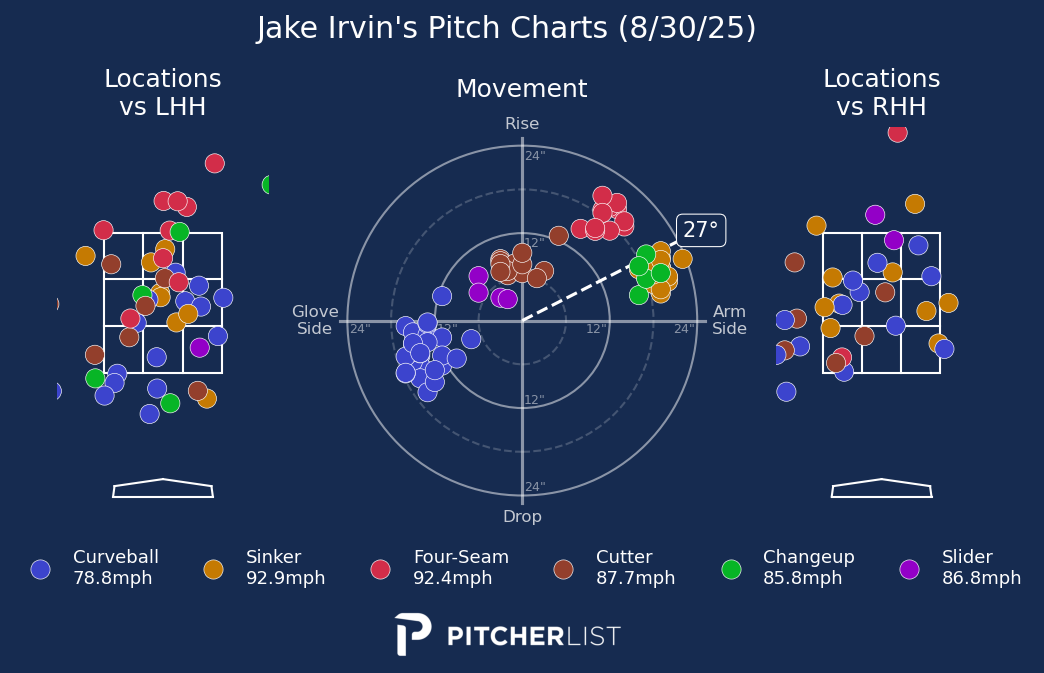 Jake Irvin's Pitch Charts (8/30/25)
Locations
vs LHH
Movement
Locations
vs RHH
Rise
24"
12"
27°
Glove
Side
24"
12"
12"
24"
Arm
Side
12"
24"
Drop
Curveball
78.8mph
Sinker
92.9mph
Four-Seam
92.4mph
Cutter
87.7mph
Changeup
85.8mph
Slider
86.8mph
PITCHERLIST